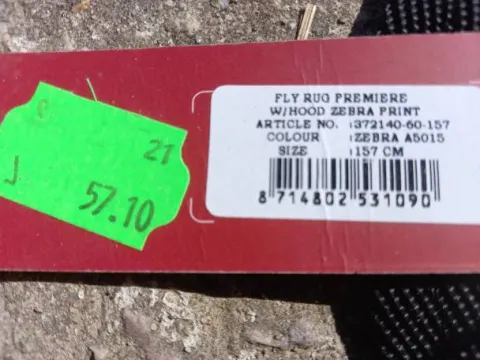 21
57.10
FLY RUG PREMIERE
W/HOOD ZEBRA PRINT
ARTICLE NO. :372140-60-157
COLOUR :ZEBRA A5015
SIZE :157 CM
8 714802 531090